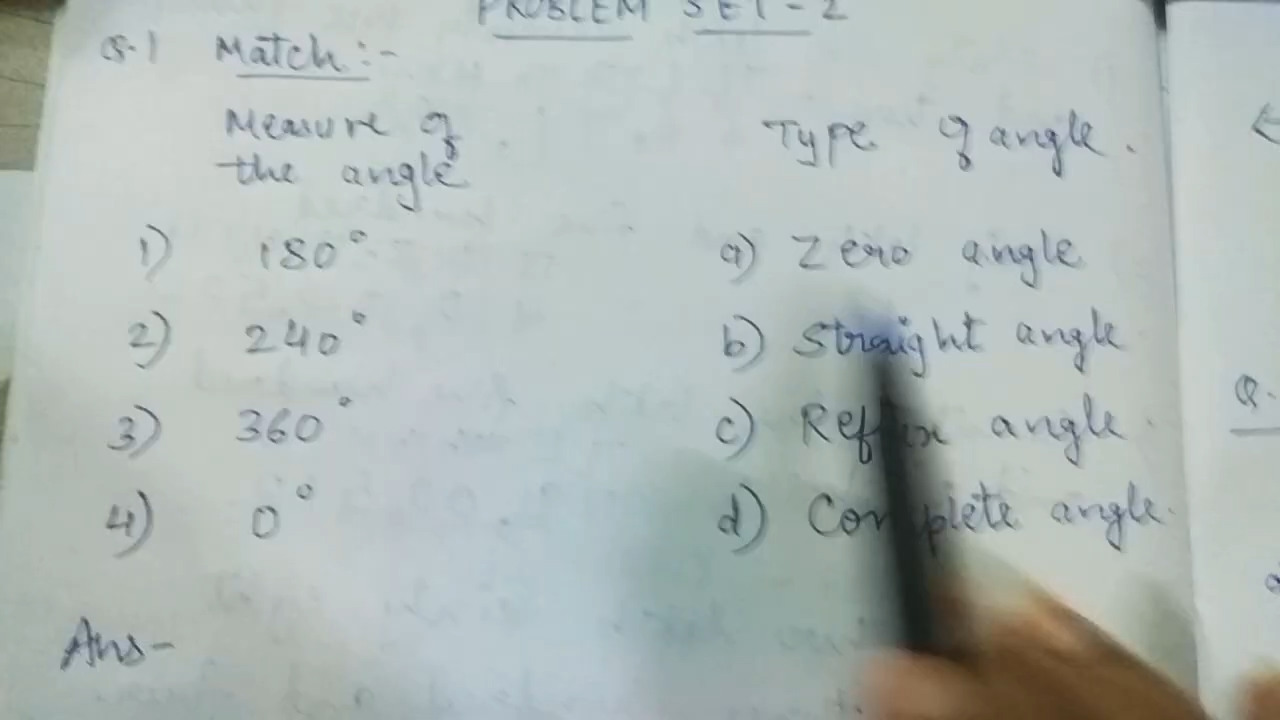 PROBLEM SET - 2
Q.1 Match :-
Measure of the angle
Type of angle.
1) 180° a) Zero angle
2) 240° b) Straight angle
3) 360° c) Reflex angle.
4) 0° d) Complete angle.
Ans-
Q.